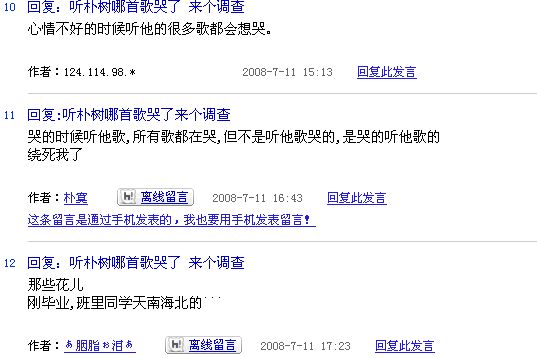 10 回复: 听朴树哪首歌哭了 来个调查
心情不好的时候听他的很多歌都会想哭。
作者：124.114.98.* 2008-7-11 15:13 回复此发言
11 回复:听朴树哪首歌哭了来个调查
哭的时候听他歌,所有歌都在哭,但不是听他歌哭的,是哭的听他歌的
绕死我了
作者：朴寞 h! 离线留言 2008-7-11 16:43 回复此发言
这条留言是通过手机发表的，我也要用手机发表留言！
12 回复: 听朴树哪首歌哭了 来个调查
那些花儿
刚毕业,班里同学天南海北的˙˙˙
作者：ぁ胭脂ぉ泪ぁ h! 离线留言 2008-7-11 17:23 回复此发言